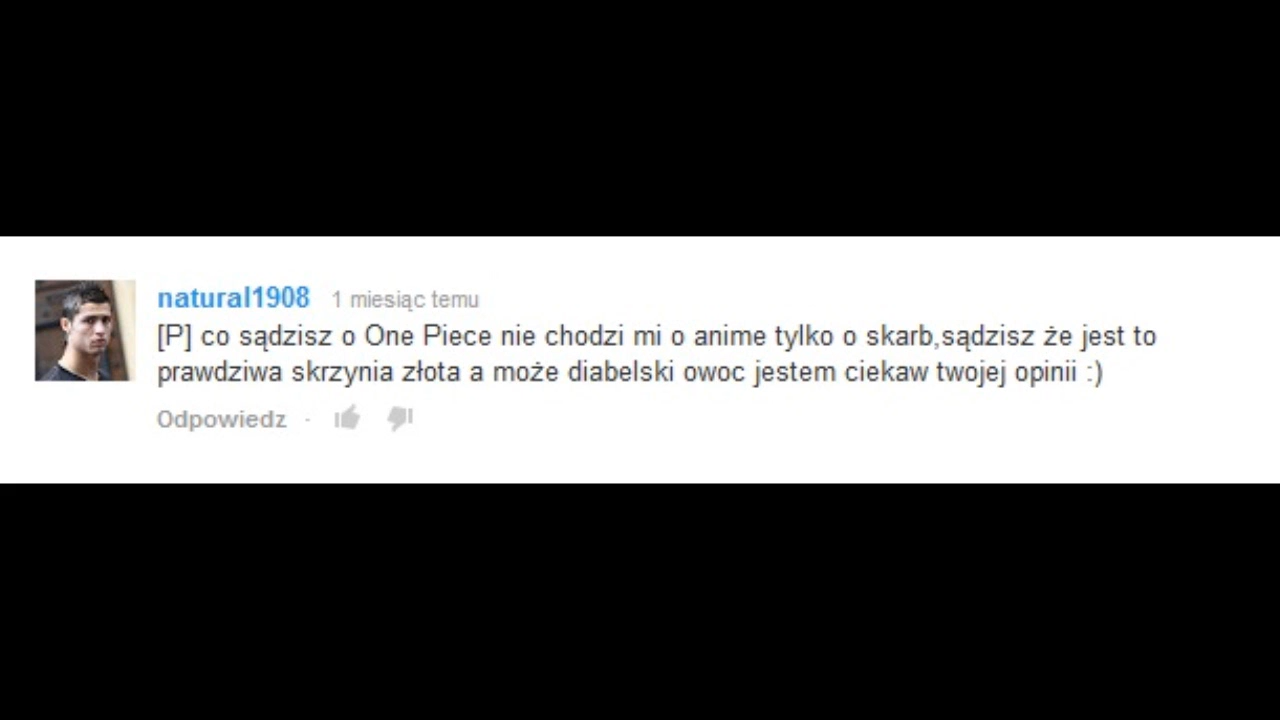 natural1908 1 miesiąc temu
[P] co sądzisz o One Piece nie chodzi mi o anime tylko o skarb,sądzisz że jest to
prawdziwa skrzynia złota a może diabelski owoc jestem ciekaw twojej opinii :)
Odpowiedz ·